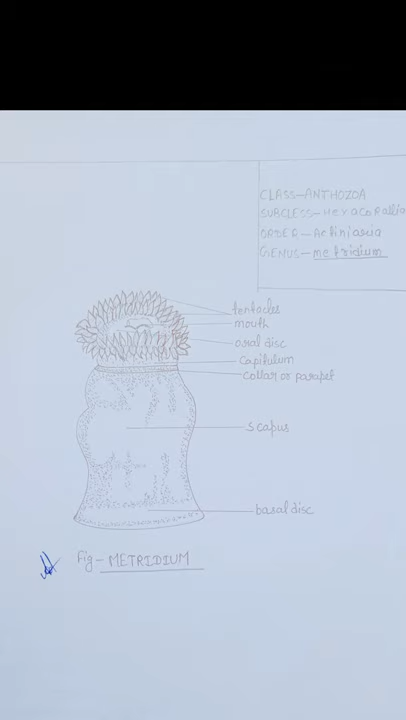 CLASS-ANTHOZOA
SUBCLESS-Hexacorallia
ORDER-Actiniaria
GENUS-metridium
tentacles
mouth
oral disc
capitulum
collar or parapet
scapus
basal disc
Fig-METRIDIUM